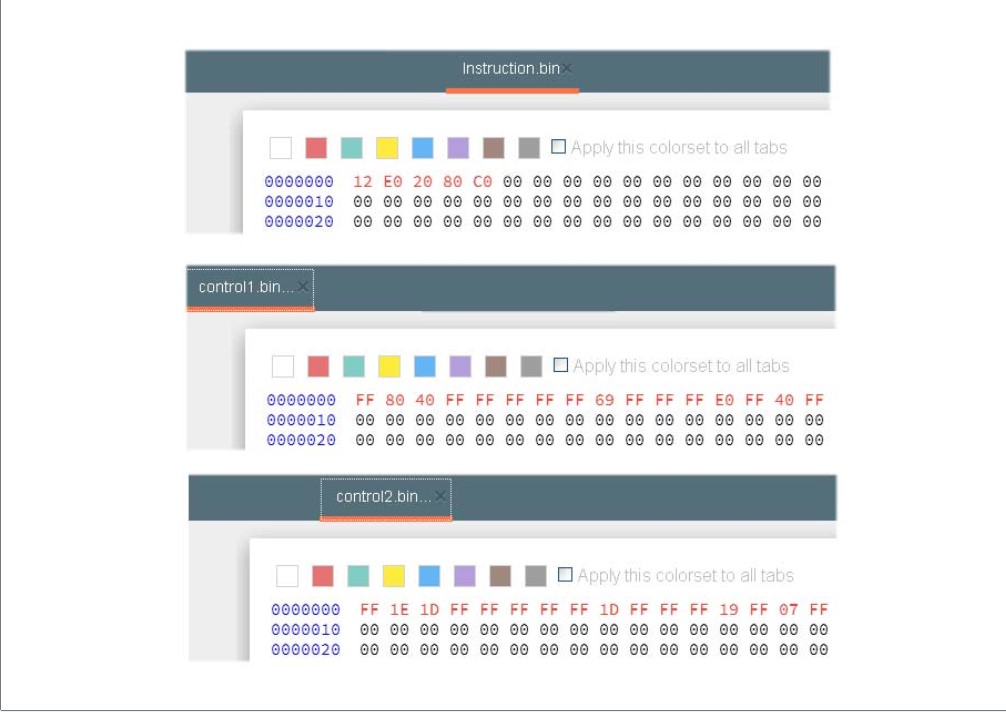 Instruction.bin×
Apply this colorset to all tabs
0000000 12 E0 20 80 C0 00 00 00 00 00 00 00 00 00 00 00
0000010 00 00 00 00 00 00 00 00 00 00 00 00 00 00 00 00
0000020 00 00 00 00 00 00 00 00 00 00 00 00 00 00 00 00
control1.bin...×
Apply this colorset to all tabs
0000000 FF 80 40 FF FF FF FF FF 69 FF FF FF E0 FF 40 FF
0000010 00 00 00 00 00 00 00 00 00 00 00 00 00 00 00 00
0000020 00 00 00 00 00 00 00 00 00 00 00 00 00 00 00 00
control2.bin...×
Apply this colorset to all tabs
0000000 FF 1E 1D FF FF FF FF FF 1D FF FF FF 19 FF 07 FF
0000010 00 00 00 00 00 00 00 00 00 00 00 00 00 00 00 00
0000020 00 00 00 00 00 00 00 00 00 00 00 00 00 00 00 00